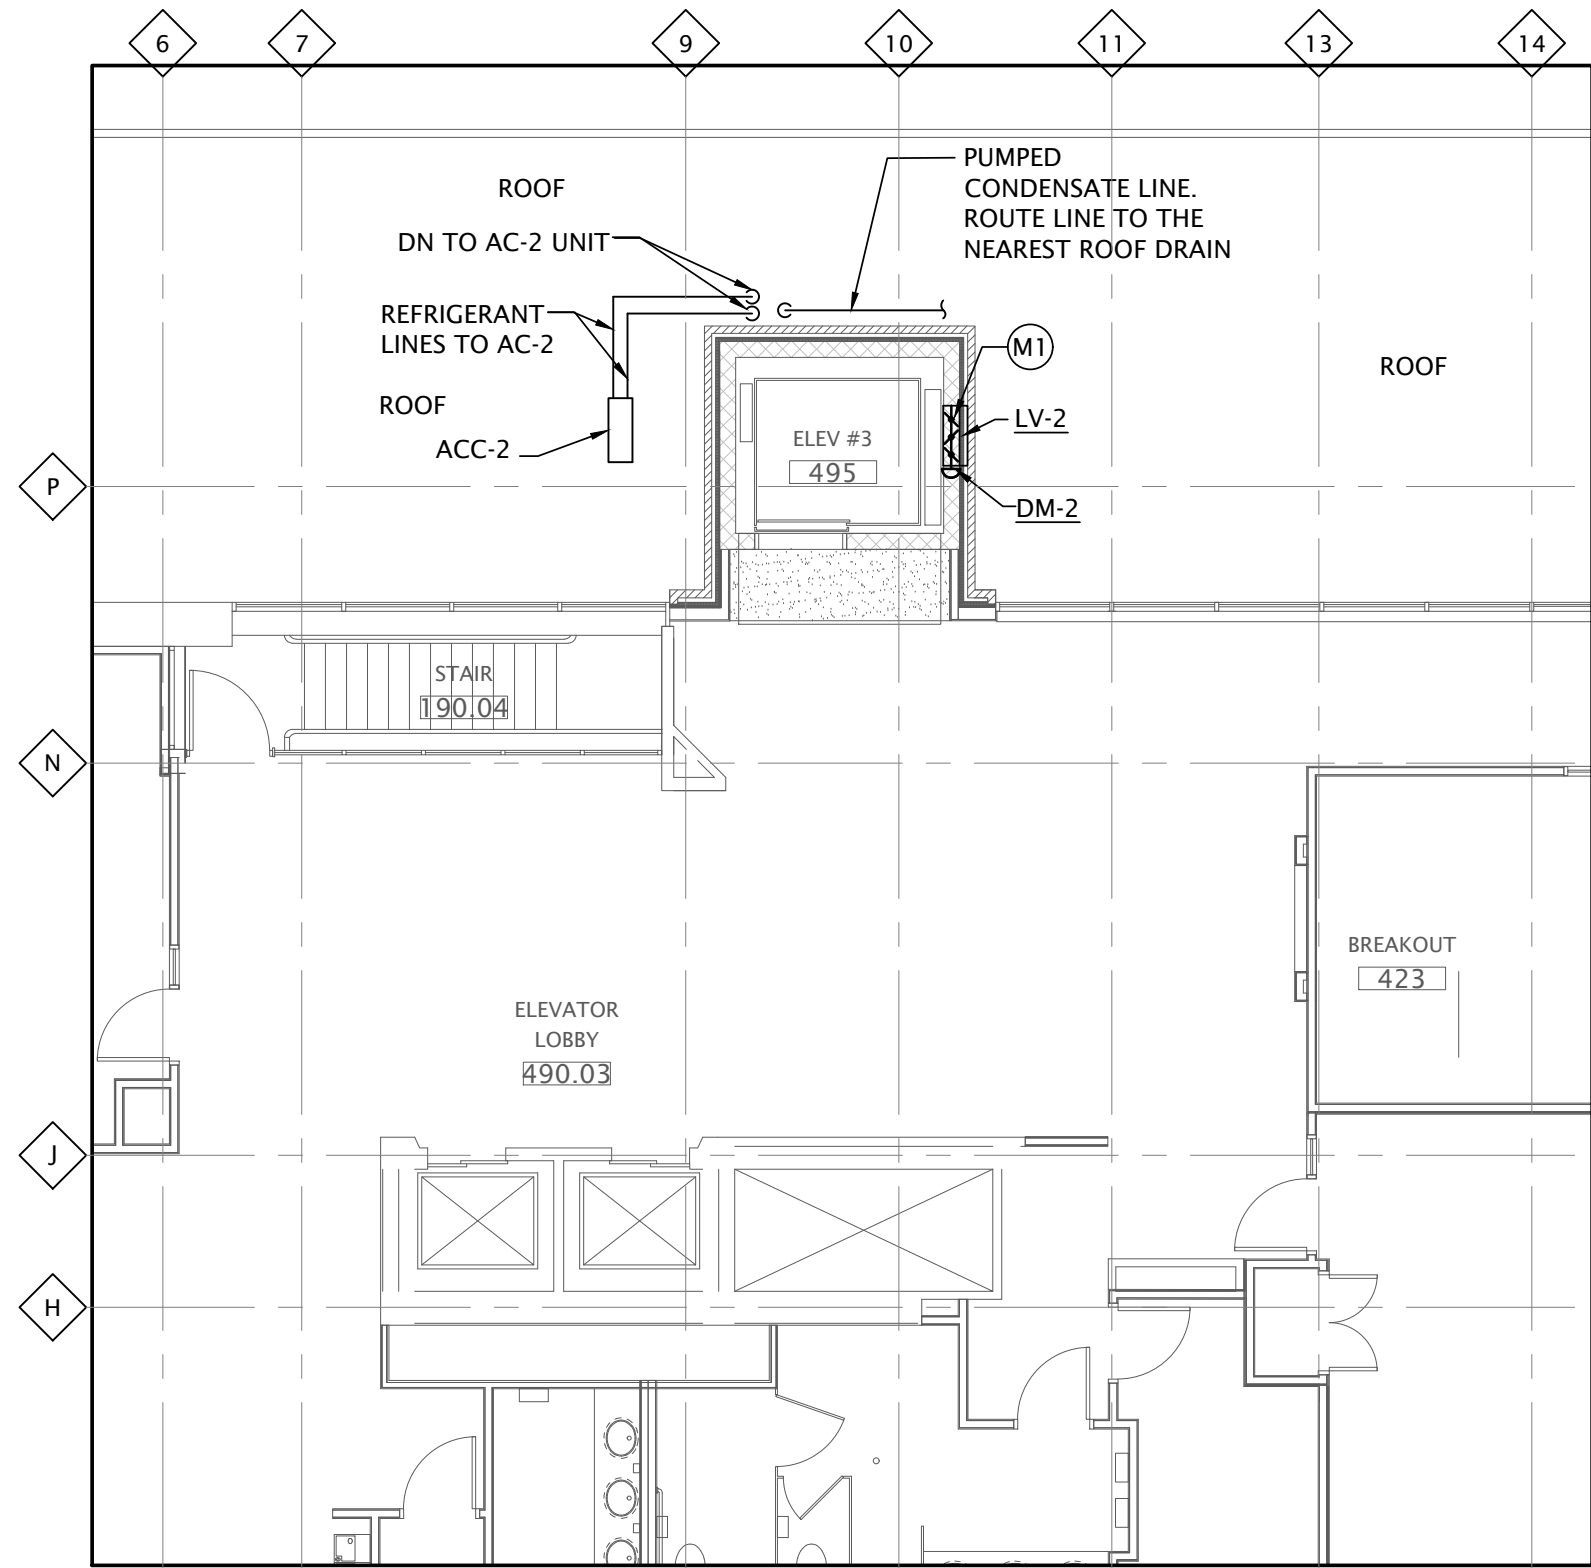 6
7
9
10
11
13
14
PUMPED
CONDENSATE LINE.
ROUTE LINE TO THE
NEAREST ROOF DRAIN
ROOF
DN TO AC-2 UNIT
REFRIGERANT
LINES TO AC-2
ROOF
ACC-2
M1
ROOF
LV-2
ELEV #3
495
P
DM-2
STAIR
190.04
N
BREAKOUT
423
ELEVATOR
LOBBY
490.03
J
H